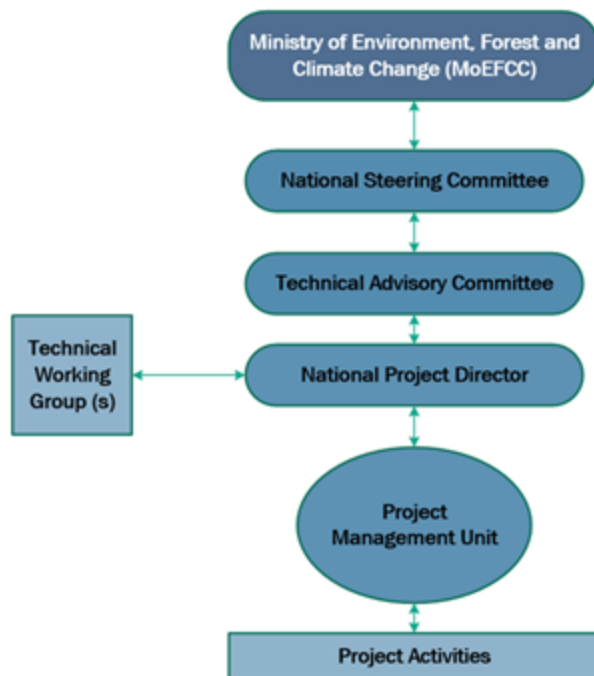 Ministry of Environment, Forest and
Climate Change (MoEFCC)
National Steering Committee
Technical Advisory Committee
Technical
Working
Group (s)
National Project Director
Project
Management Unit
Project Activities